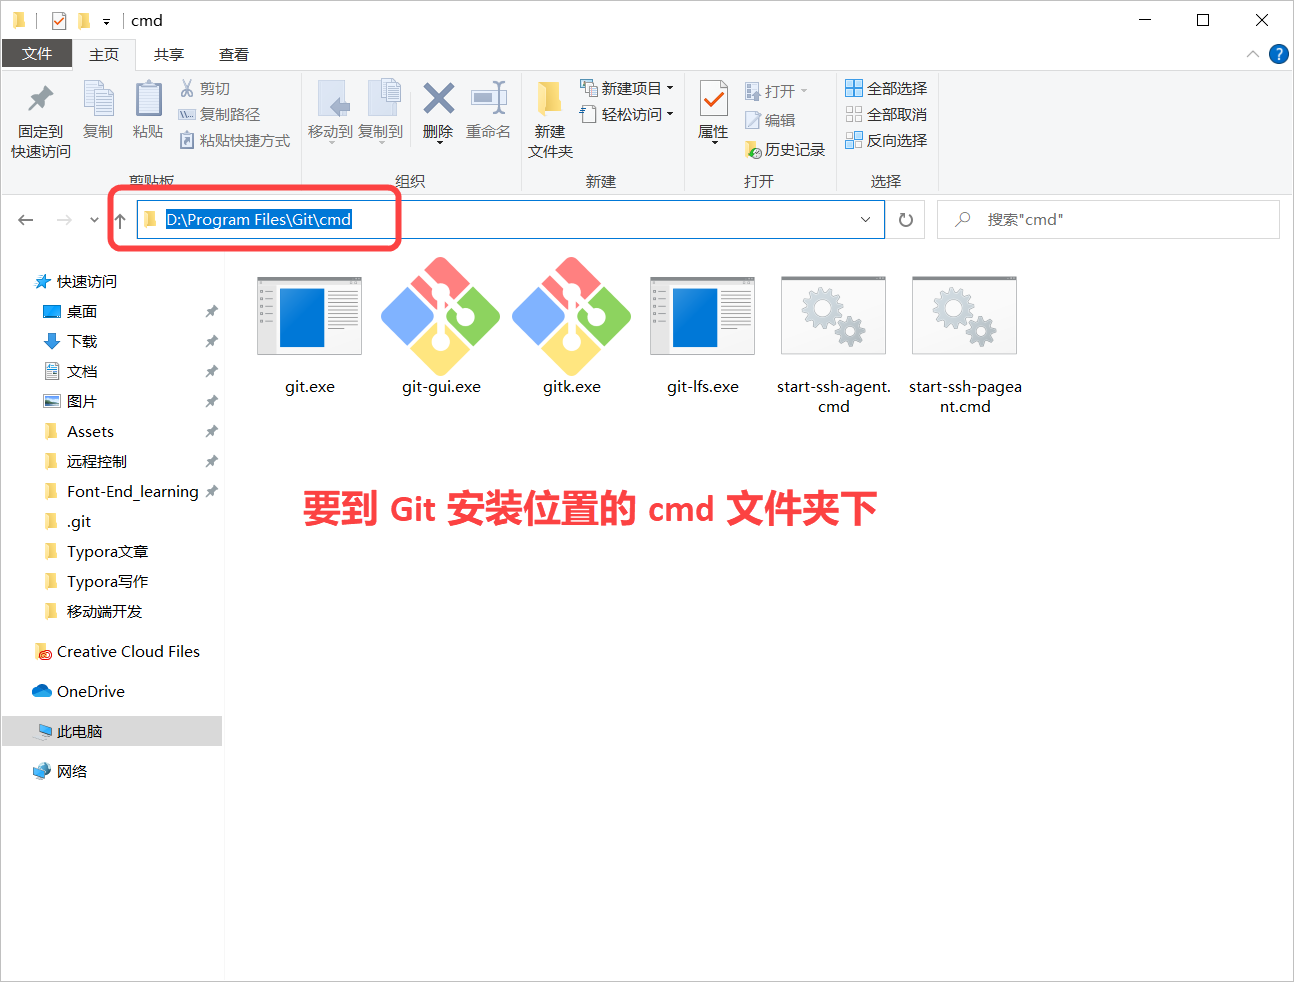 cmd
文件 主页 共享 查看
固定到
快速访问
复制
粘贴
剪切
复制路径
粘贴快捷方式
剪贴板
移动到
复制到
删除
重命名
组织
新建
文件夹
新建项目
轻松访问
新建
属性
打开
编辑
历史记录
打开
全部选择
全部取消
反向选择
选择
D:\Program Files\Git\cmd
搜索"cmd"
快速访问
桌面
下载
文档
图片
Assets
远程控制
Font-End_learning
.git
Typora文章
Typora写作
移动端开发
Creative Cloud Files
OneDrive
此电脑
网络
git.exe
git-gui.exe
gitk.exe
git-lfs.exe
start-ssh-agent.
cmd
start-ssh-pagea
nt.cmd
要到 Git 安装位置的 cmd 文件夹下